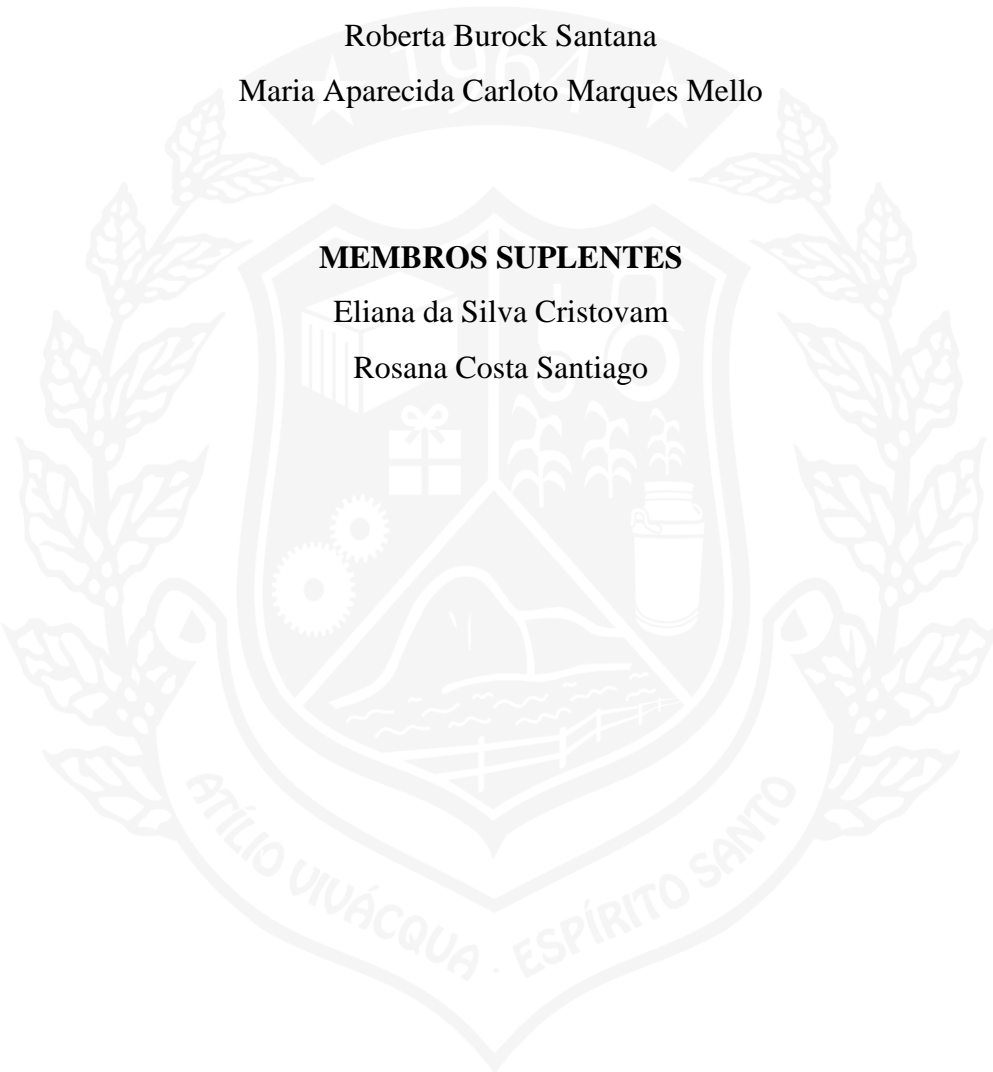 1964
Roberta Burock Santana
Maria Aparecida Carloto Marques Mello
MEMBROS SUPLENTES
Eliana da Silva Cristovam
Rosana Costa Santiago
ATÍLIO VIVÁCQUA . ESPÍRITO SANTO